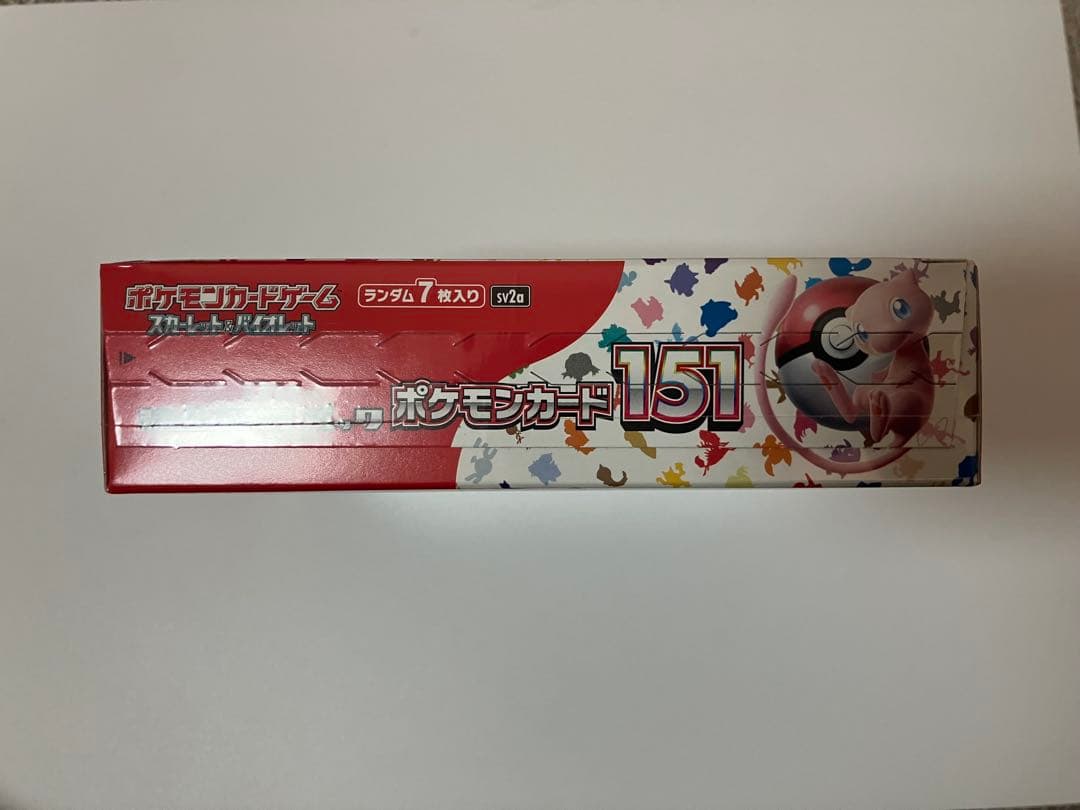 ポケモンカードゲーム
スカーレット&バイオレット
ランダム7枚入り
sv2a
ポケモンカード151